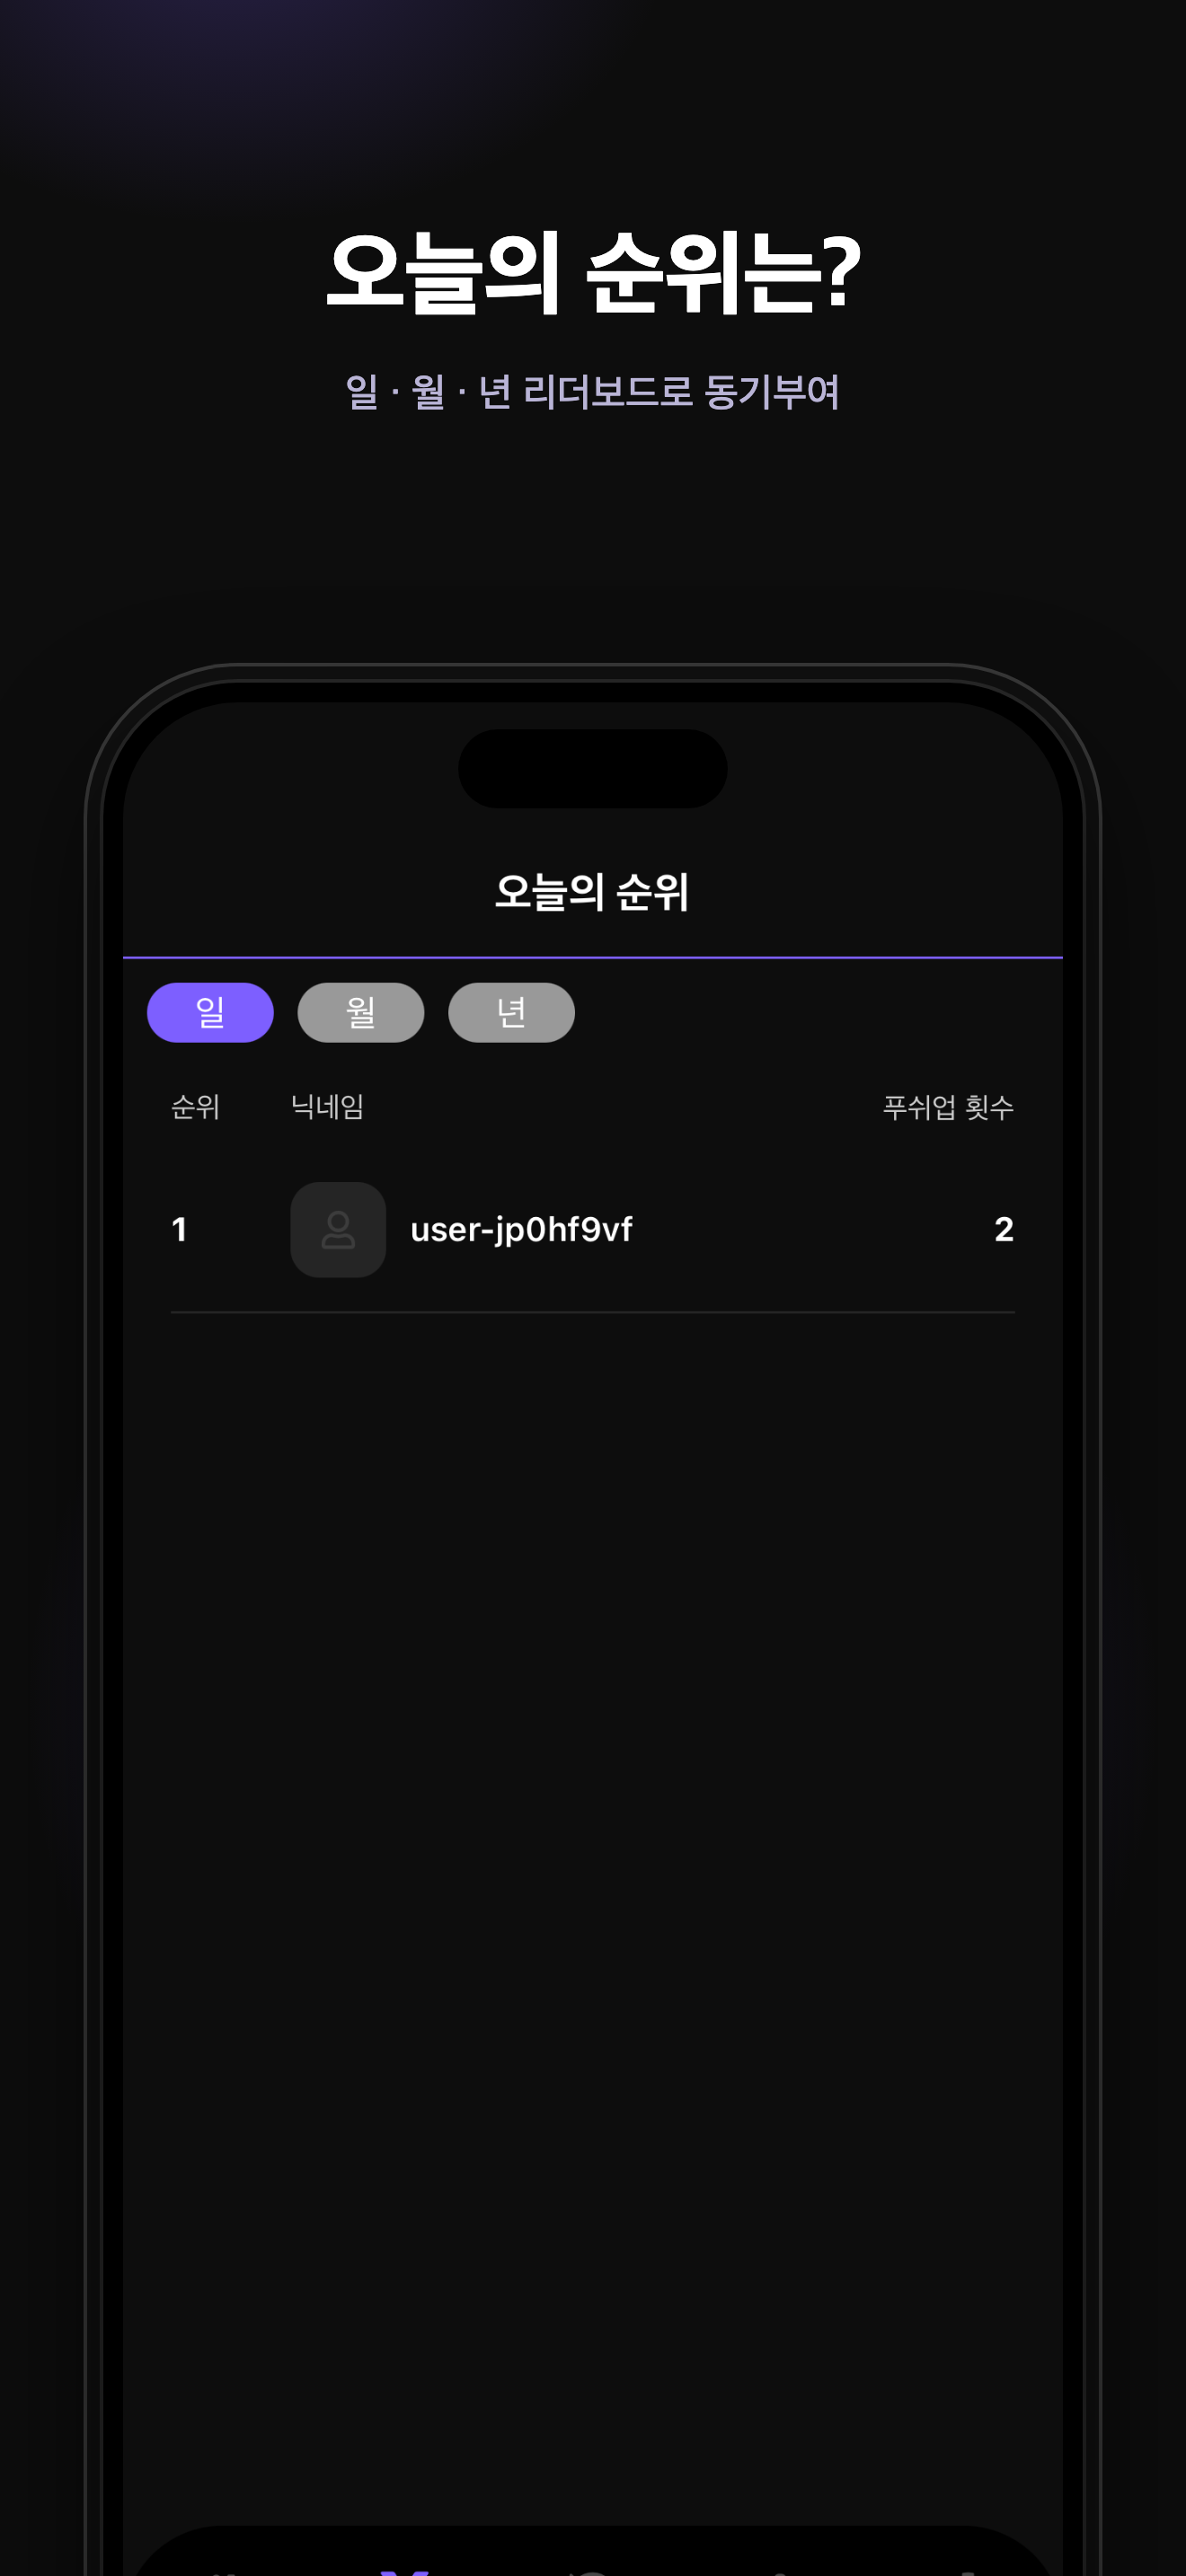 오늘의 순위는?
일 · 월 · 년 리더보드로 동기부여
오늘의 순위
일 월 년
순위 닉네임 푸쉬업 횟수
1 user-jp0hf9vf 2